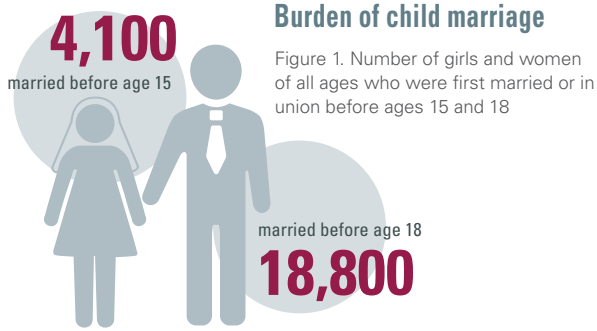 Burden of child marriage
Figure 1. Number of girls and women
of all ages who were first married or in
union before ages 15 and 18
4,100
married before age 15
married before age 18
18,800